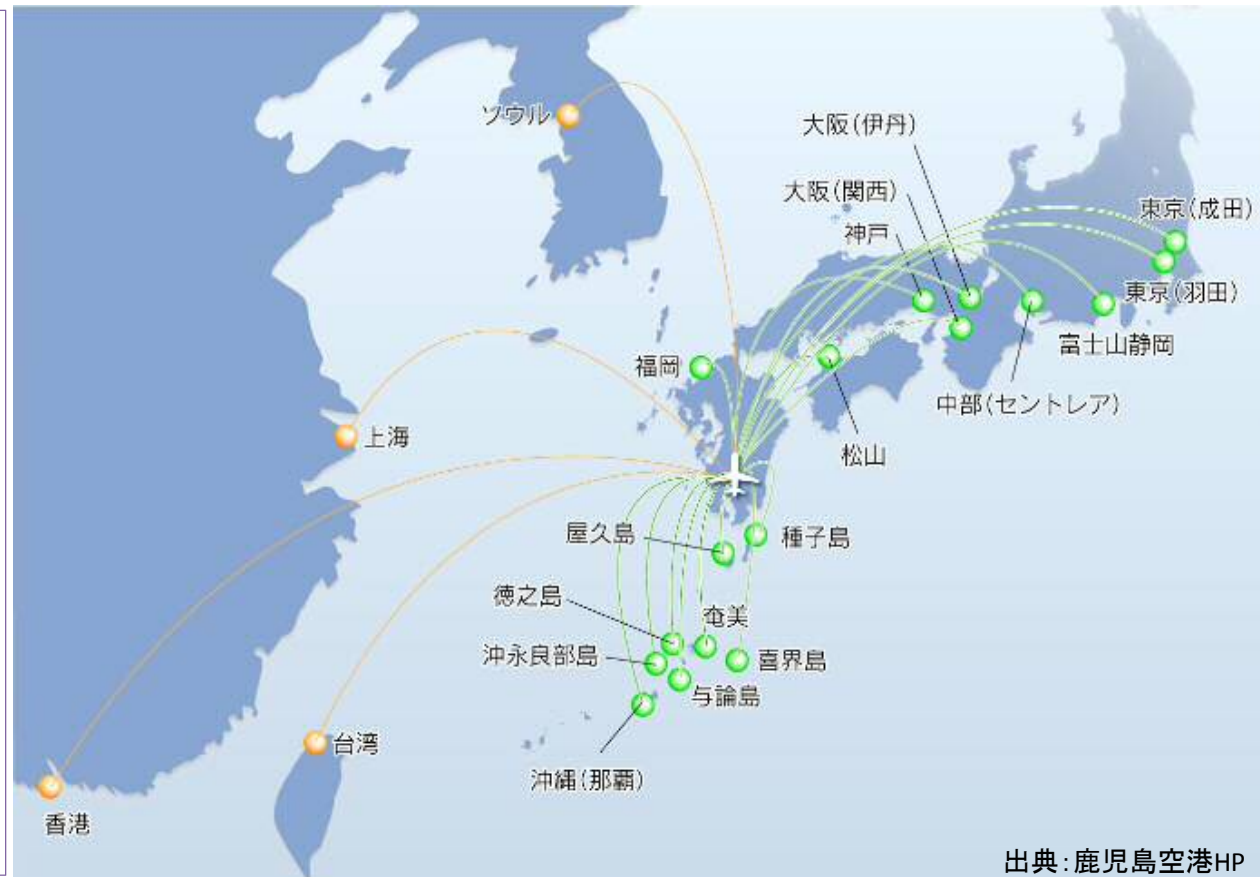 ソウル
大阪(伊丹)
大阪(関西)
神戸
東京(成田)
東京(羽田)
富士山静岡
中部(セントレア)
福岡
松山
上海
屋久島
種子島
徳之島
奄美
沖永良部島
喜界島
与論島
台湾
沖縄(那覇)
香港
出典:鹿児島空港HP